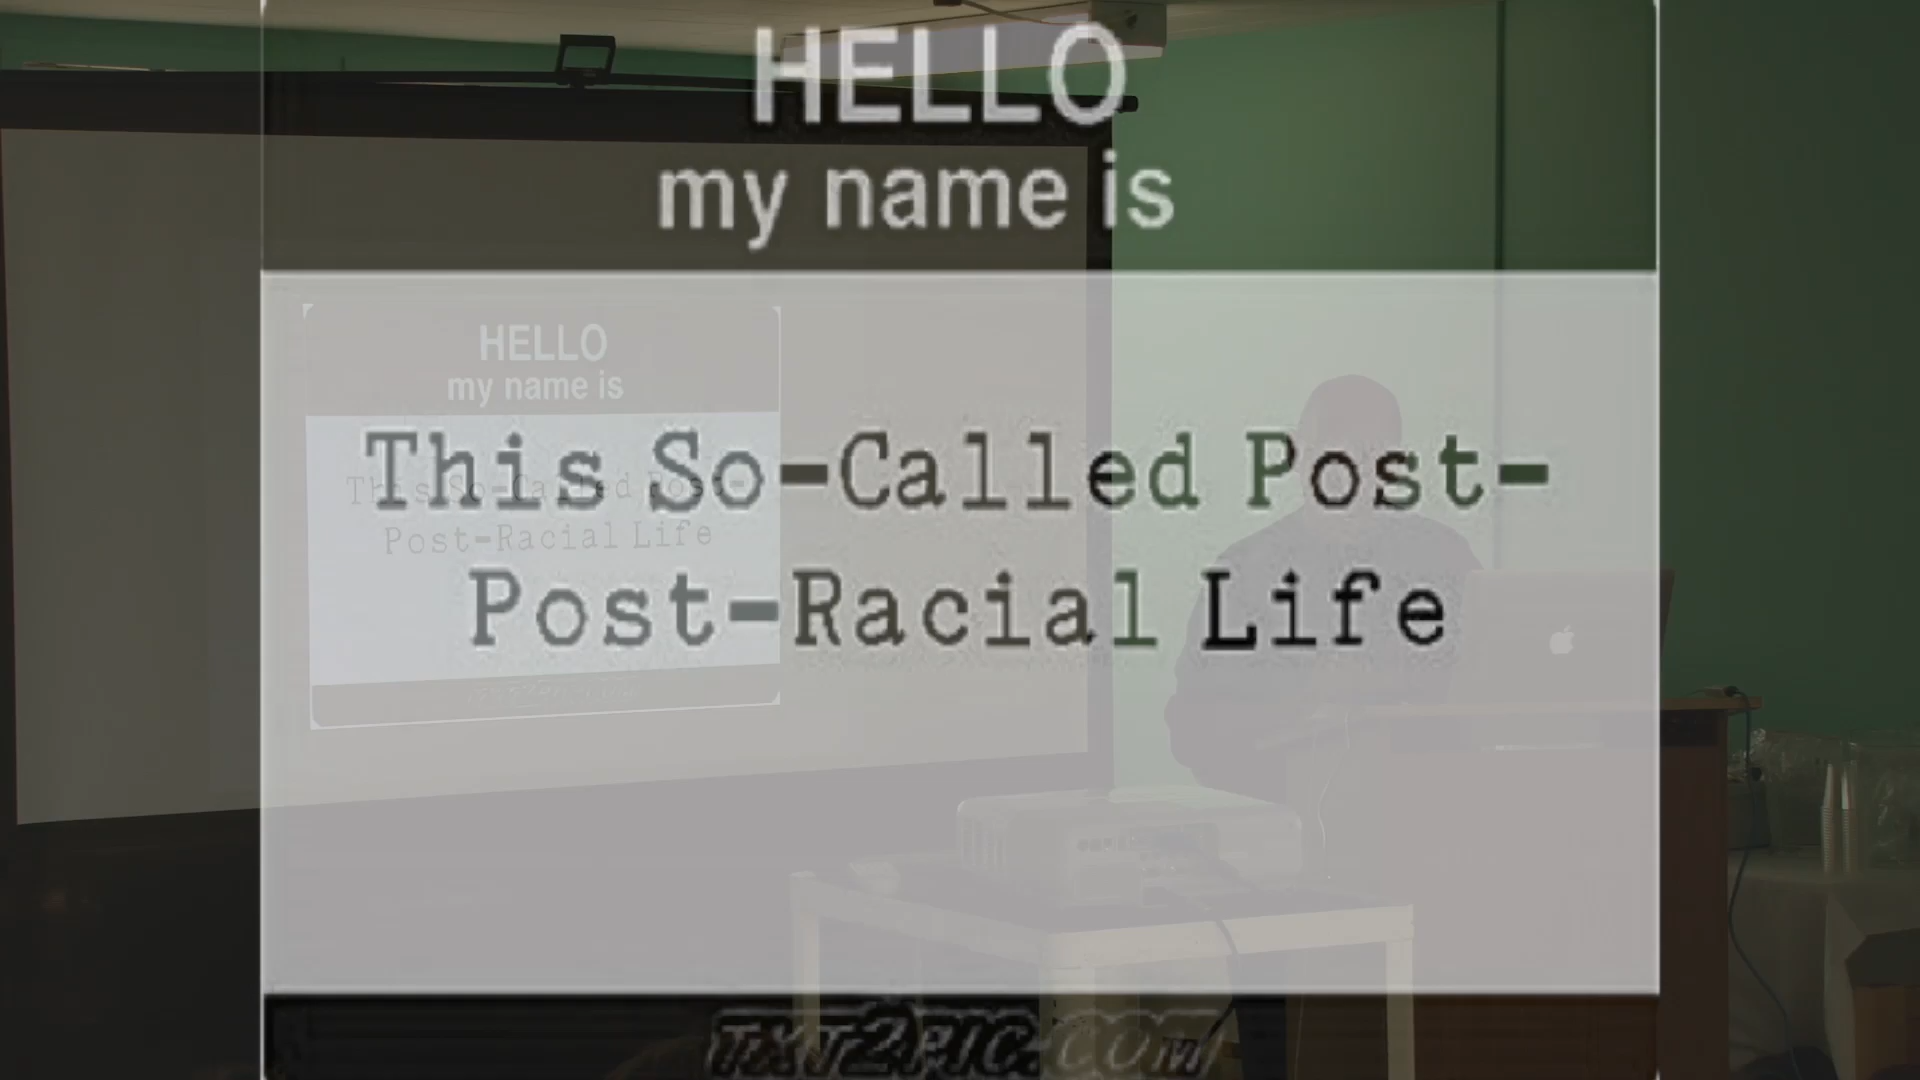 HELLO
my name is
This So-Called Post-
Post-Racial Life
TXT2PIC.COM
HELLO
my name is
This So-Called Post-
Post-Racial Life